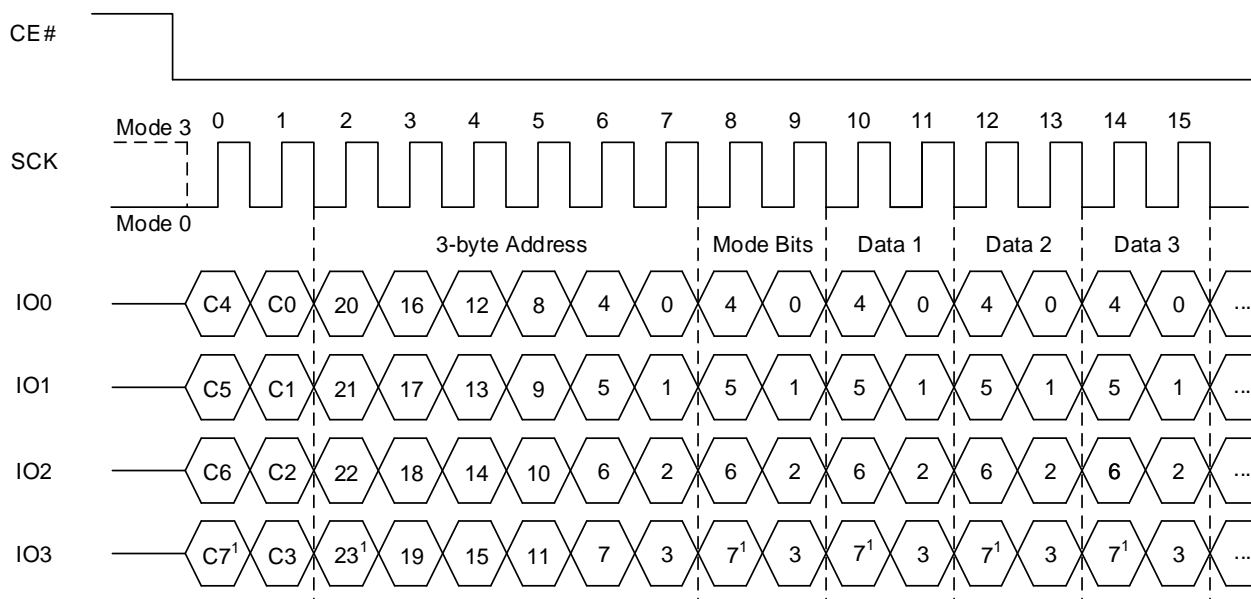 CE#
Mode 3 0 1 2 3 4 5 6 7 8 9 10 11 12 13 14 15
SCK
Mode 0
3-byte Address Mode Bits Data 1 Data 2 Data 3
IO0 C4 C0 20 16 12 8 4 0 4 0 4 0 4 0 4 0 ...
IO1 C5 C1 21 17 13 9 5 1 5 1 5 1 5 1 5 1 ...
IO2 C6 C2 22 18 14 10 6 2 6 2 6 2 6 2 6 2 ...
IO3 C7¹ C3 23¹ 19 15 11 7 3 7¹ 3 7¹ 3 7¹ 3 7¹ 3 ...